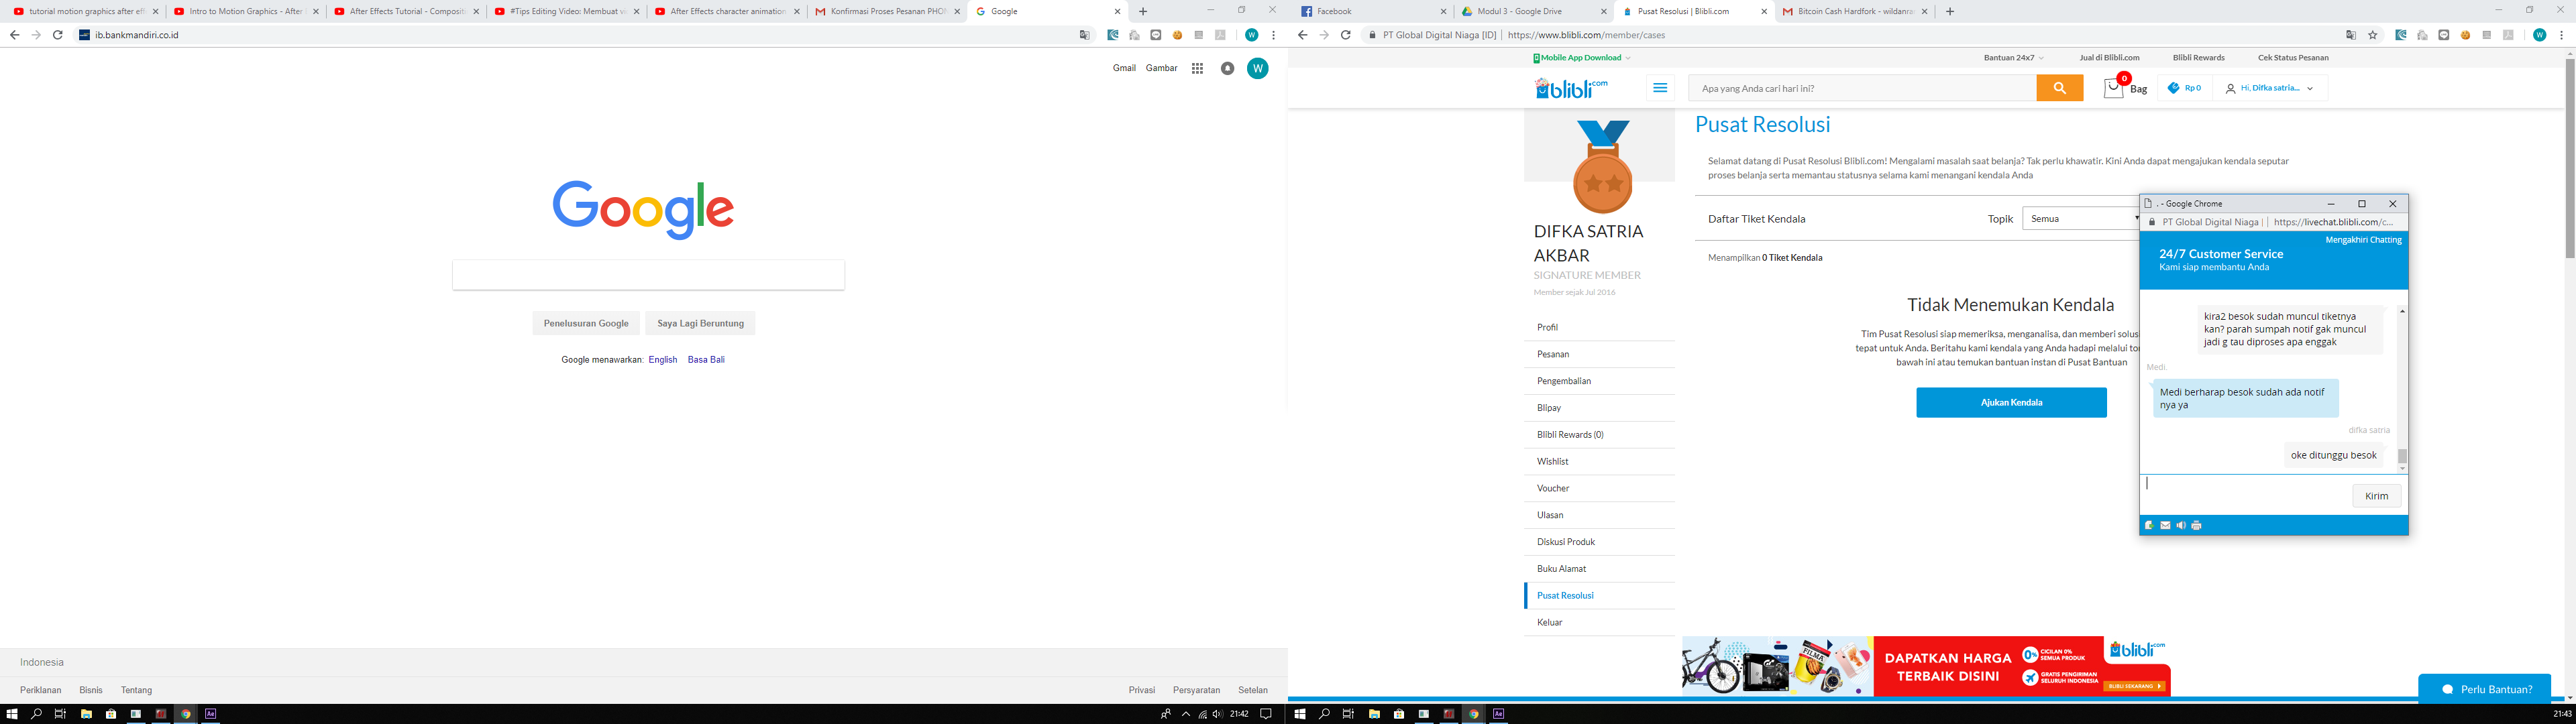 tutorial motion graphics after eff
Intro to Motion Graphics - After
After Effects Tutorial - Composit
#Tips Editing Video: Membuat vi
After Effects character animation
Konfirmasi Proses Pesanan PHON
Google
ib.bankmandiri.co.id
W
Gmail
Gambar
W
Google
Penelusuran Google
Saya Lagi Beruntung
Google menawarkan: English Basa Bali
Indonesia
Periklanan
Bisnis
Tentang
Privasi
Persyaratan
Setelan
Ae
21:42
Facebook
Modul 3 - Google Drive
Pusat Resolusi | Blibli.com
Bitcoin Cash Hardfork - wildanra
PT Global Digital Niaga [ID] | https://www.blibli.com/member/cases
W
Mobile App Download
Bantuan 24x7
Jual di Blibli.com
Blibli Rewards
Cek Status Pesanan
blibli.com
Apa yang Anda cari hari ini?
0
Bag
Rp 0
Hi, Difka satria...
DIFKA SATRIA
AKBAR
SIGNATURE MEMBER
Member sejak Jul 2016
Profil
Pesanan
Pengembalian
Blipay
Blibli Rewards (0)
Wishlist
Voucher
Ulasan
Diskusi Produk
Buku Alamat
Pusat Resolusi
Keluar
Pusat Resolusi
Selamat datang di Pusat Resolusi Blibli.com! Mengalami masalah saat belanja? Tak perlu khawatir. Kini Anda dapat mengajukan kendala seputar
proses belanja serta memantau statusnya selama kami menangani kendala Anda
Daftar Tiket Kendala
Topik
Semua
Menampilkan 0 Tiket Kendala
Tidak Menemukan Kendala
Tim Pusat Resolusi siap memeriksa, menganalisa, dan memberi solusi
tepat untuk Anda. Beritahu kami kendala yang Anda hadapi melalui to
bawah ini atau temukan bantuan instan di Pusat Bantuan
Ajukan Kendala
. - Google Chrome
PT Global Digital Niaga | https://livechat.blibli.com/c...
Mengakhiri Chatting
24/7 Customer Service
Kami siap membantu Anda
kira2 besok sudah muncul tiketnya
kan? parah sumpah notif gak muncul
jadi g tau diproses apa enggak
Medi.
Medi berharap besok sudah ada notif
nya ya
difka satria
oke ditunggu besok
Kirim
FILMA
DAPATKAN HARGA
TERBAIK DISINI
0%
CICILAN 0%
SEMUA PRODUK
GRATIS PENGIRIMAN
SELURUH INDONESIA
blibli.com
BLIBLI SEKARANG
Perlu Bantuan?
Ae
21:43